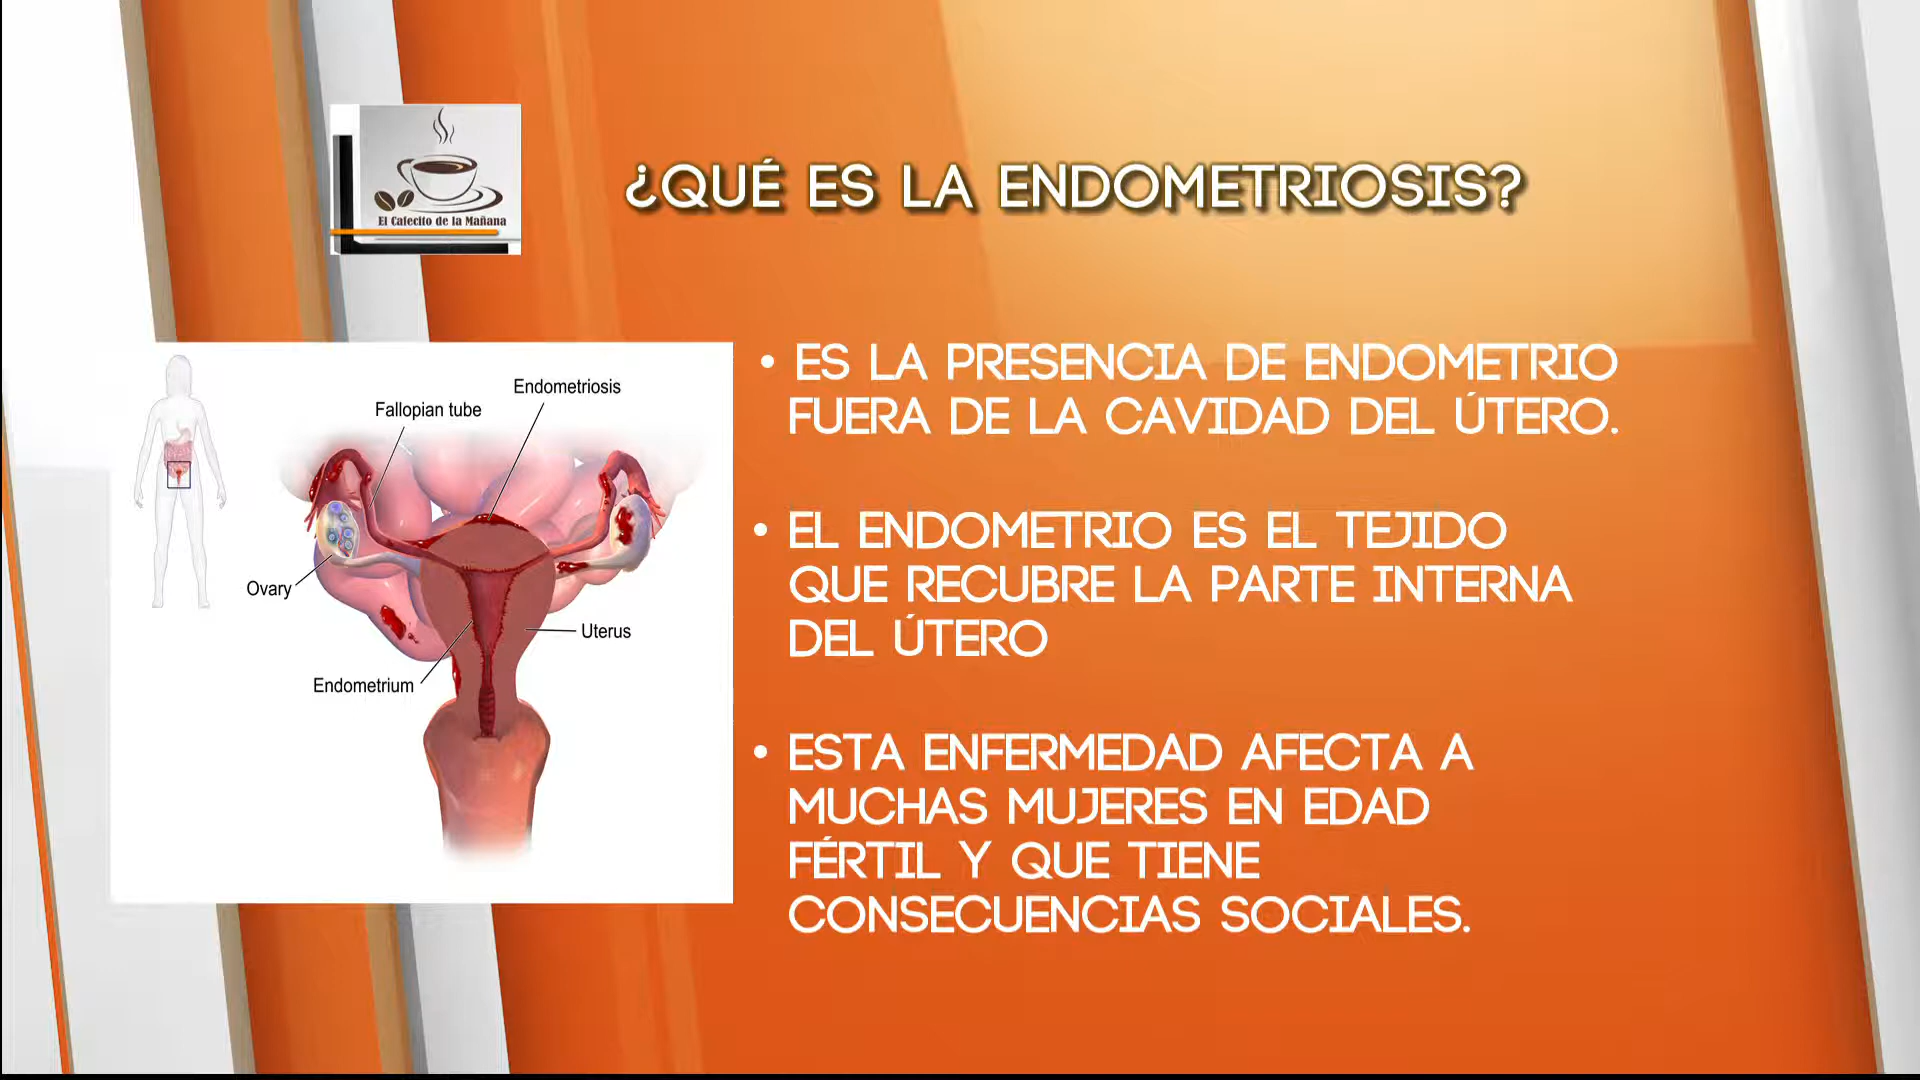 El Cafecito de la Mañana
¿QUÉ ES LA ENDOMETRIOSIS?
Endometriosis
Fallopian tube
Ovary
Uterus
Endometrium
• ES LA PRESENCIA DE ENDOMETRIO
FUERA DE LA CAVIDAD DEL ÚTERO.
• EL ENDOMETRIO ES EL TEJIDO
QUE RECUBRE LA PARTE INTERNA
DEL ÚTERO
• ESTA ENFERMEDAD AFECTA A
MUCHAS MUJERES EN EDAD
FÉRTIL Y QUE TIENE
CONSECUENCIAS SOCIALES.